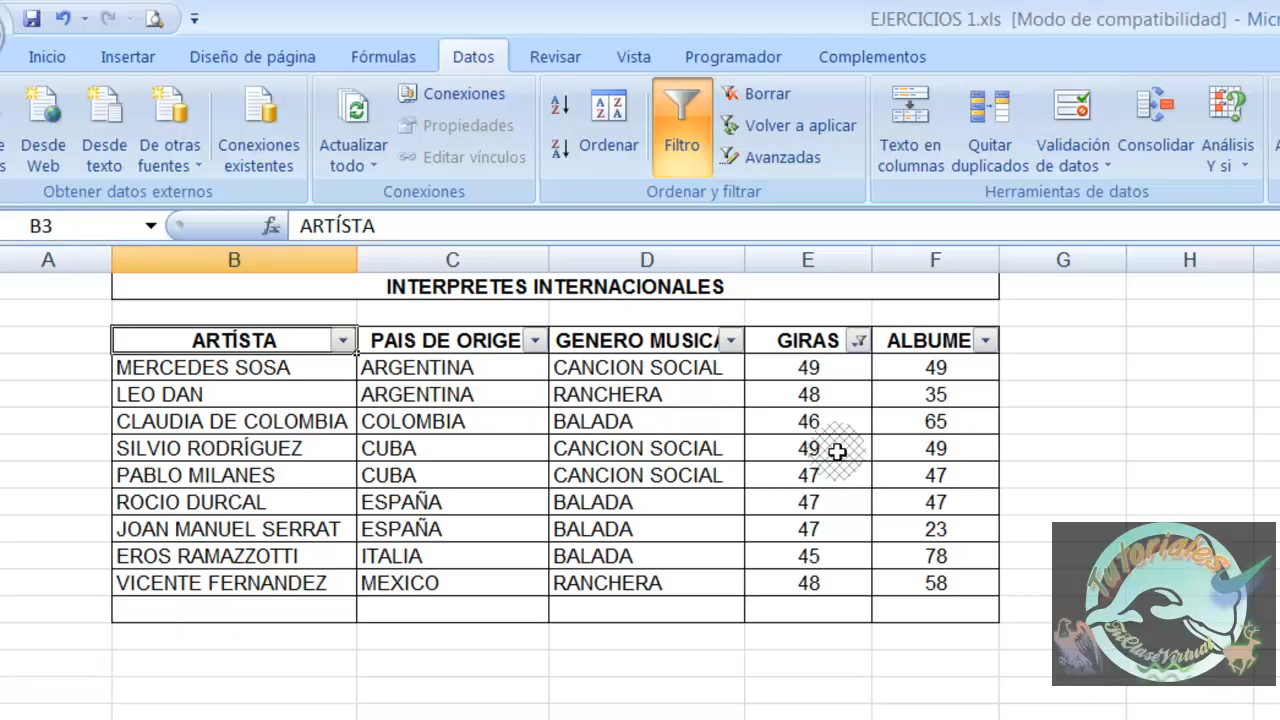 EJERCICIOS 1.xls [Modo de compatibilidad] - Micr
Inicio Insertar Diseño de página Fórmulas Datos Revisar Vista Programador Complementos
Desde Web
Desde texto
De otras fuentes
Conexiones existentes
Obtener datos externos
Actualizar todo
Conexiones
Propiedades
Editar vínculos
Conexiones
Ordenar
Filtro
Borrar
Volver a aplicar
Avanzadas
Ordenar y filtrar
Texto en columnas
Quitar duplicados
Validación de datos
Consolidar
Análisis Y si
Herramientas de datos
B3 fx ARTÍSTA
A B C D E F G H
INTERPRETES INTERNACIONALES
ARTÍSTA PAIS DE ORIGE GENERO MUSICA GIRAS ALBUME
MERCEDES SOSA ARGENTINA CANCION SOCIAL 49 49
LEO DAN ARGENTINA RANCHERA 48 35
CLAUDIA DE COLOMBIA COLOMBIA BALADA 46 65
SILVIO RODRÍGUEZ CUBA CANCION SOCIAL 49 49
PABLO MILANES CUBA CANCION SOCIAL 47 47
ROCIO DURCAL ESPAÑA BALADA 47 47
JOAN MANUEL SERRAT ESPAÑA BALADA 47 23
EROS RAMAZZOTTI ITALIA BALADA 45 78
VICENTE FERNANDEZ MEXICO RANCHERA 48 58
Tutoriales
TuClaseVirtual